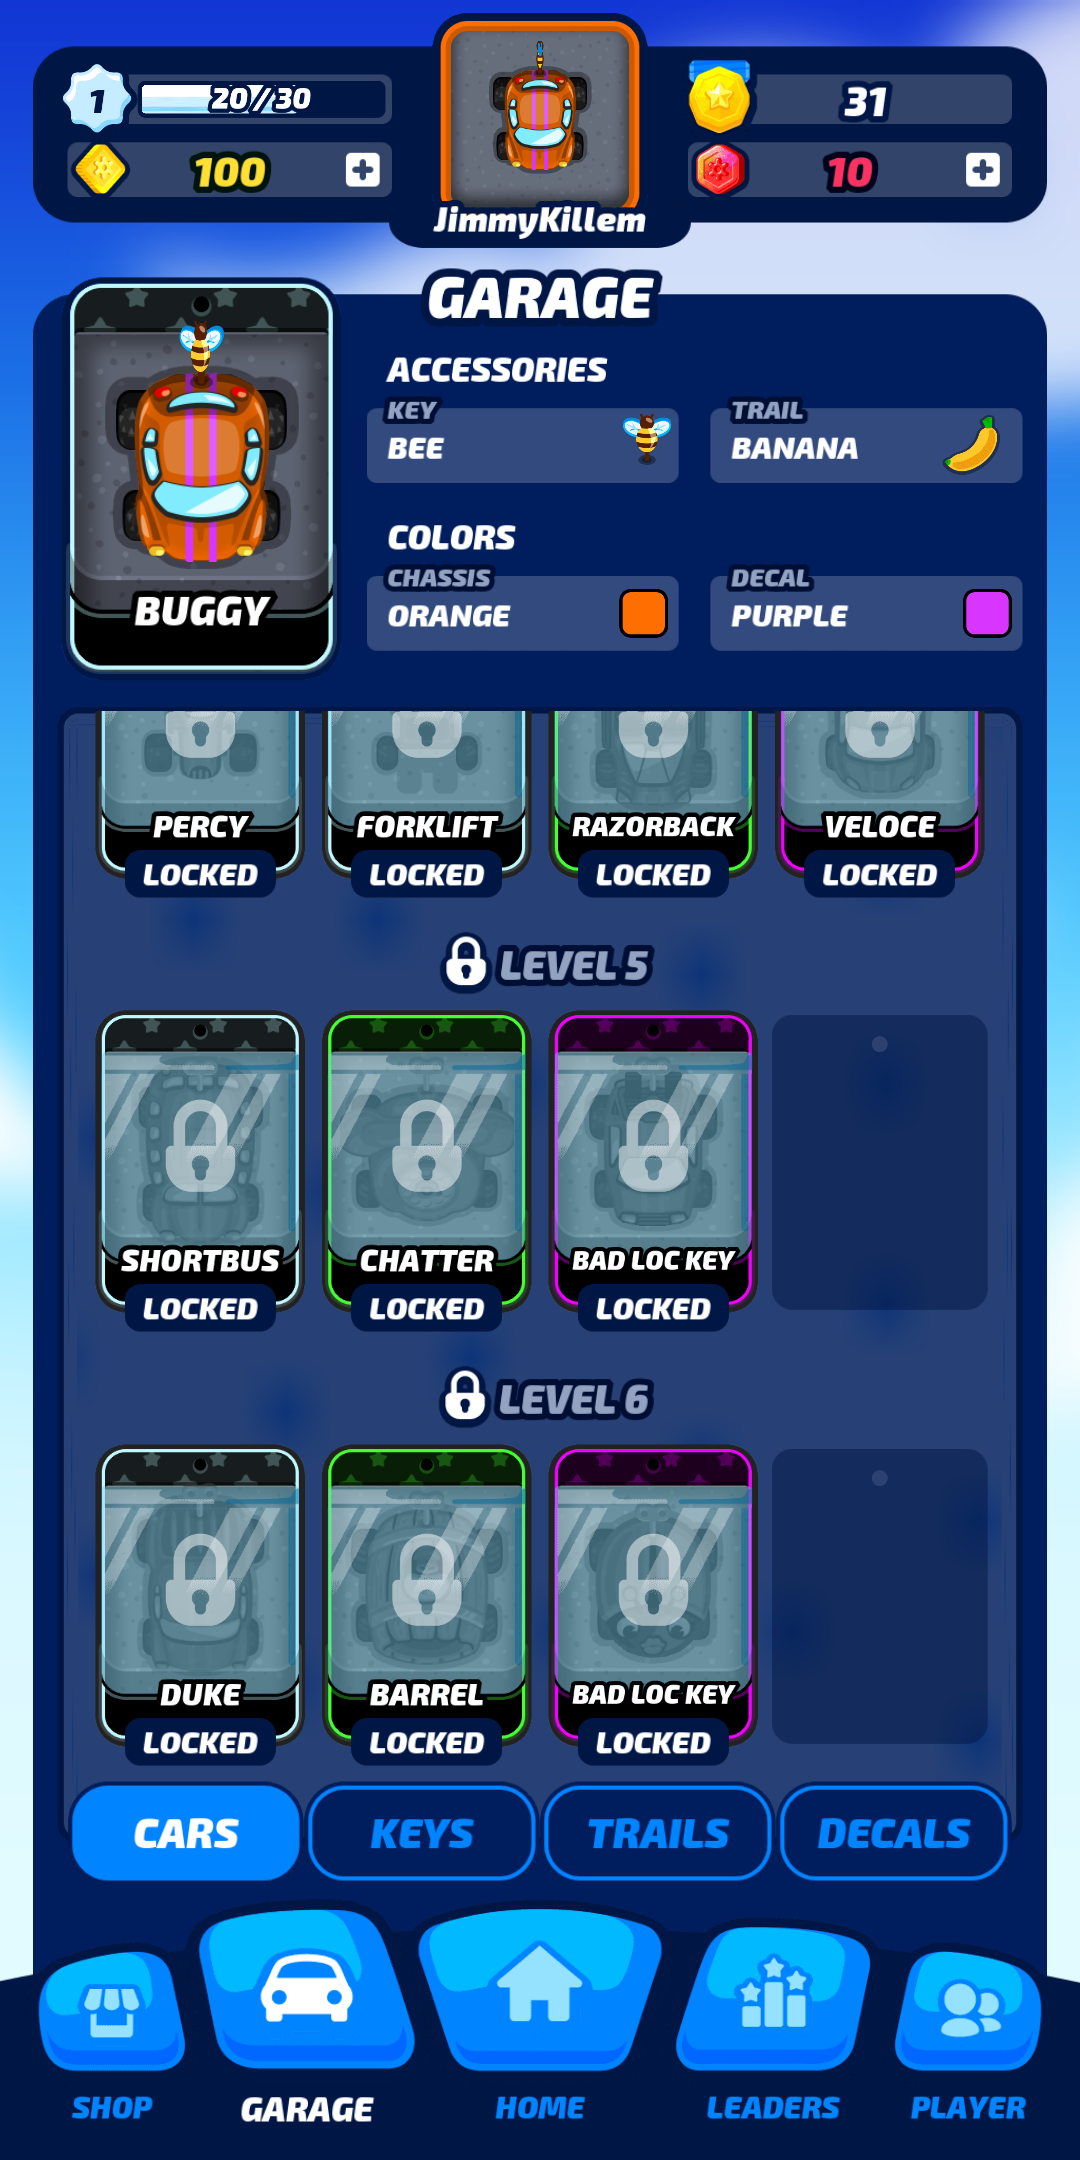 1
20/30
31
100
10
JimmyKillem
GARAGE
ACCESSORIES
KEY
BEE
TRAIL
BANANA
COLORS
CHASSIS
ORANGE
DECAL
PURPLE
BUGGY
PERCY
FORKLIFT
RAZORBACK
VELOCE
LOCKED
LOCKED
LOCKED
LOCKED
LEVEL 5
SHORTBUS
CHATTER
BAD LOC KEY
LOCKED
LOCKED
LOCKED
LEVEL 6
DUKE
BARREL
BAD LOC KEY
LOCKED
LOCKED
LOCKED
CARS
KEYS
TRAILS
DECALS
SHOP
GARAGE
HOME
LEADERS
PLAYER